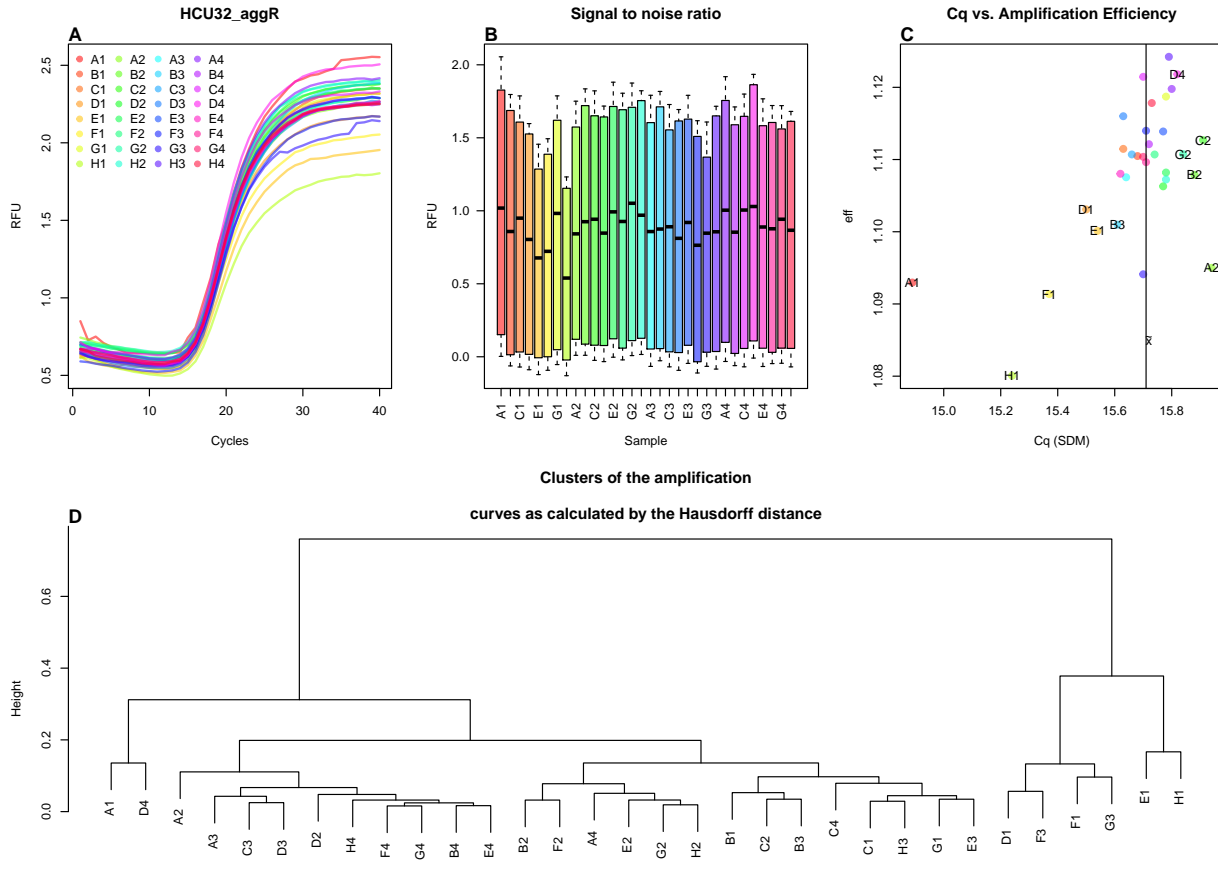 HCU32_aggR
A
A1 A2 A3 A4
B1 B2 B3 B4
C1 C2 C3 C4
D1 D2 D3 D4
E1 E2 E3 E4
F1 F2 F3 F4
G1 G2 G3 G4
H1 H2 H3 H4
RFU
0.5 1.0 1.5 2.0 2.5
0 10 20 30 40
Cycles
Signal to noise ratio
B
RFU
0.0 0.5 1.0 1.5 2.0
A1 C1 E1 G1 A2 C2 E2 G2 A3 C3 E3 G3 A4 C4 E4 G4
Sample
Cq vs. Amplification Efficiency
C
eff
1.08 1.09 1.10 1.11 1.12
D4
C2
G2
B2
D1
B3
E1
A2
A1
F1
x̄
H1
15.0 15.2 15.4 15.6 15.8
Cq (SDM)
Clusters of the amplification
curves as calculated by the Hausdorff distance
D
Height
0.0 0.2 0.4 0.6
A1 D4 A2 A3 C3 D3 D2 H4 F4 G4 B4 E4 B2 F2 A4 E2 G2 H2 B1 C2 B3 C4 C1 H3 G1 E3 D1 F3 F1 G3 E1 H1